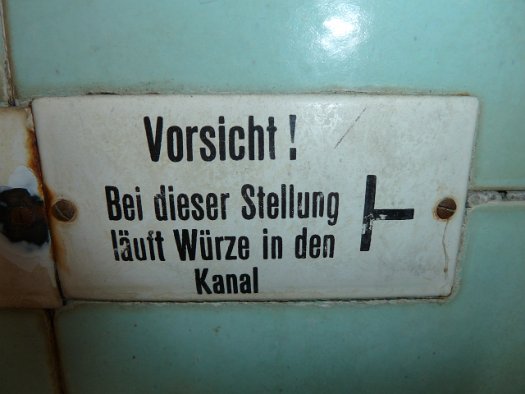 Vorsicht!
Bei dieser Stellung
läuft Würze in den
Kanal